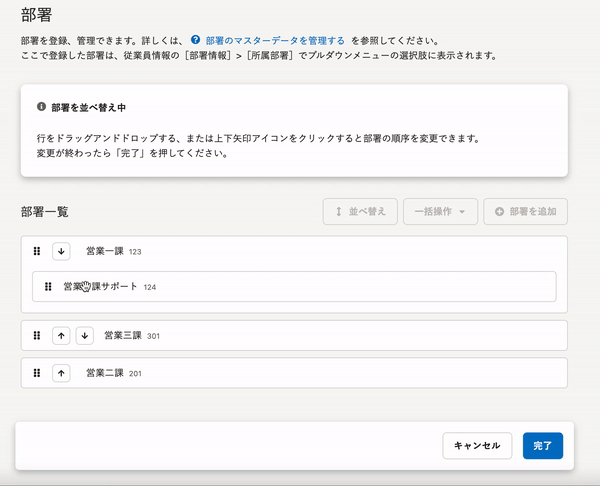 部署
部署を登録、管理できます。詳しくは、 部署のマスターデータを管理する を参照してください。
ここで登録した部署は、従業員情報の［部署情報］>［所属部署］でプルダウンメニューの選択肢に表示されます。
部署を並べ替え中
行をドラッグアンドドロップする、または上下矢印アイコンをクリックすると部署の順序を変更できます。
変更が終わったら「完了」を押してください。
部署一覧 並べ替え 一括操作 部署を追加
営業一課 123
営業 課サポート 124
営業三課 301
営業二課 201
キャンセル 完了